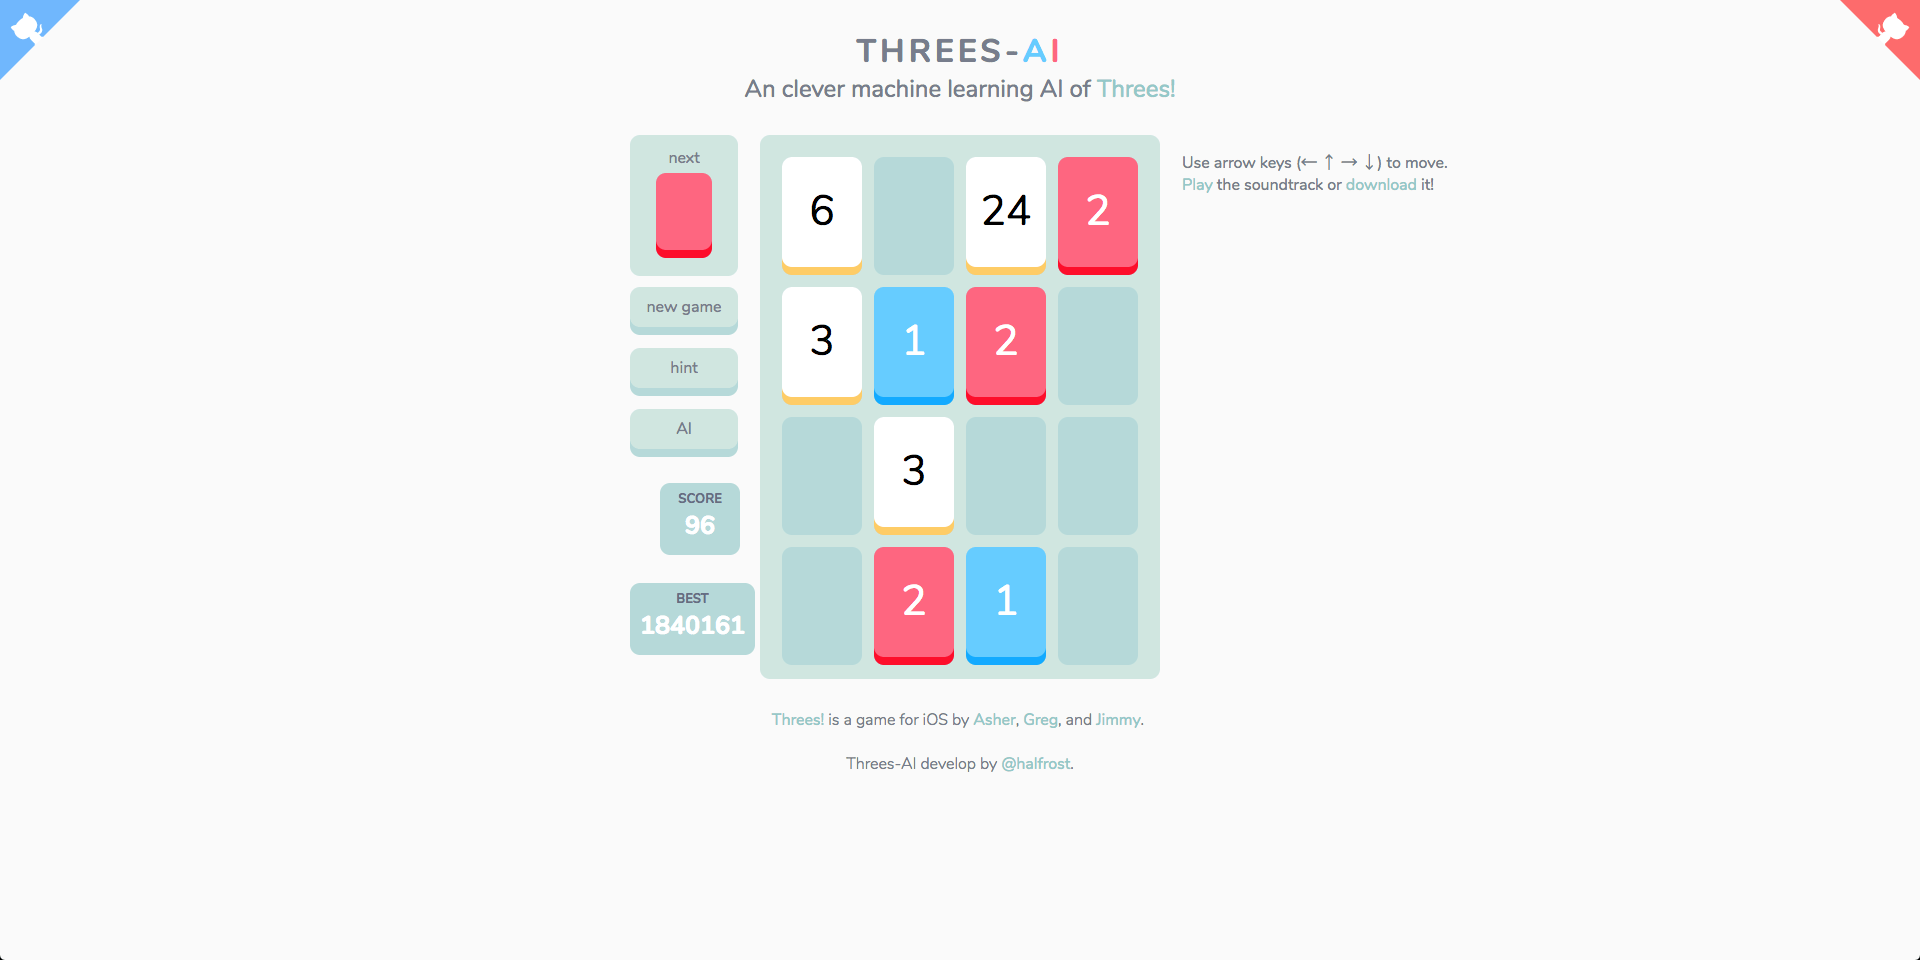 THREES-AI
An clever machine learning AI of Threes!
next
new game
hint
AI
SCORE
96
BEST
1840161
6 24 2
3 1 2
3
2 1
Use arrow keys (← ↑ → ↓) to move.
Play the soundtrack or download it!
Threes! is a game for iOS by Asher, Greg, and Jimmy.
Threes-AI develop by @halfrost.